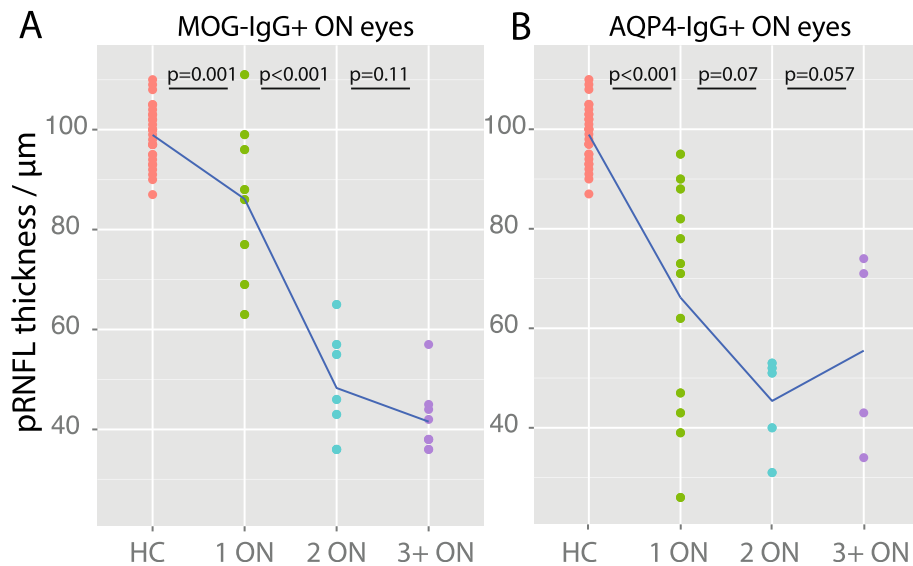 A MOG-IgG+ ON eyes
B AQP4-IgG+ ON eyes
pRNFL thickness / µm
p=0.001 p<0.001 p=0.11
100
80
60
40
HC 1 ON 2 ON 3+ ON
p<0.001 p=0.07 p=0.057
100
80
60
40
HC 1 ON 2 ON 3+ ON